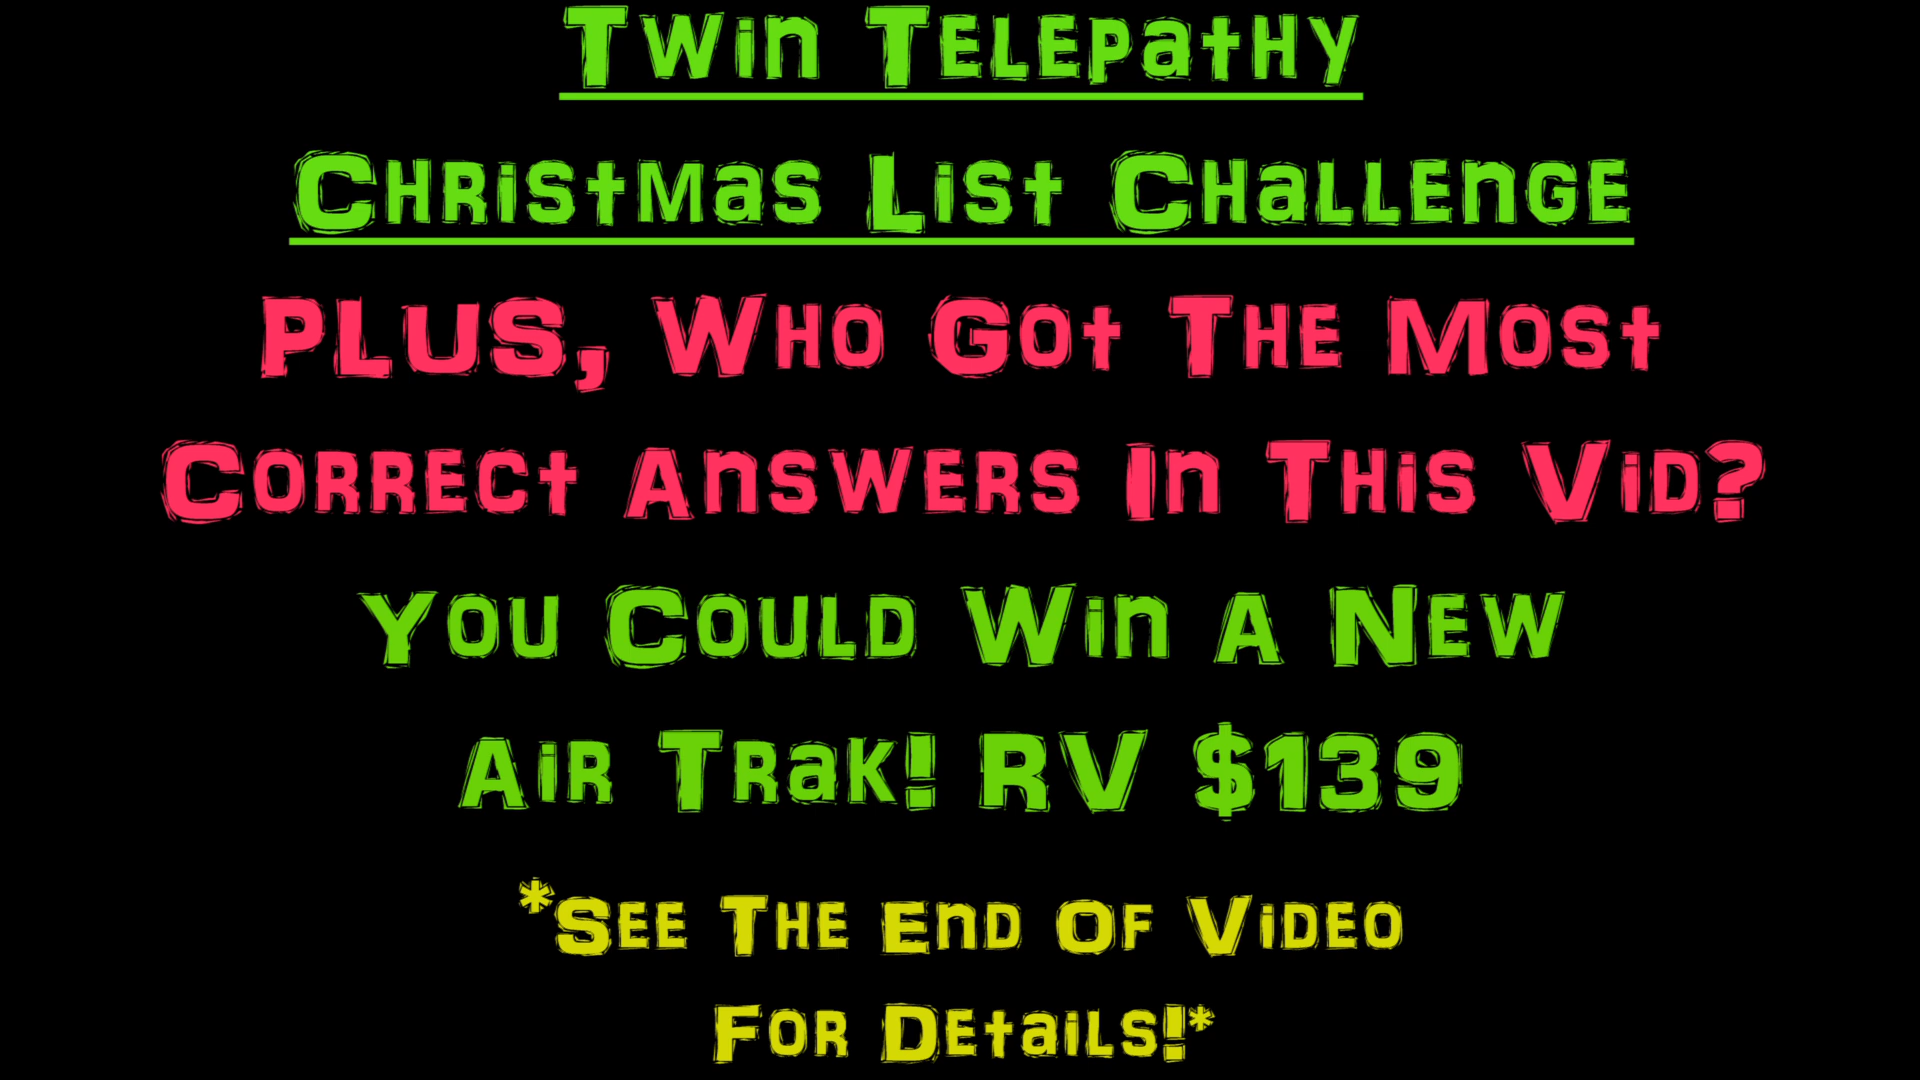 Twin Telepathy
Christmas List Challenge
PLUS, Who Got The Most
Correct Answers In This Vid?
You Could Win A New
Air Trak! RV $139
*See The End Of Video
For Details!*